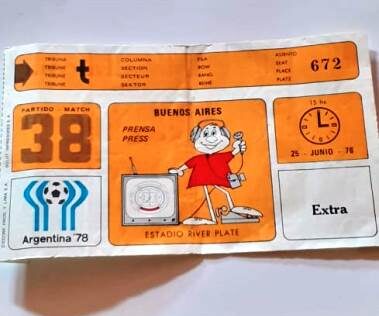 TRIBUNA
TRIBUNE
TRIBUNE
TRIBUNE
t
COLUMNA
SECTION
SECTEUR
SEKTOR
FILA
ROW
RANG
REIHE
ASIENTO
SEAT
PLACE
PLATZ
672
PARTIDO - MATCH
38
BUENOS AIRES
PRENSA
PRESS
ESTADIO RIVER PLATE
15 hs
25 - JUNIO - 78
Argentina '78
Extra